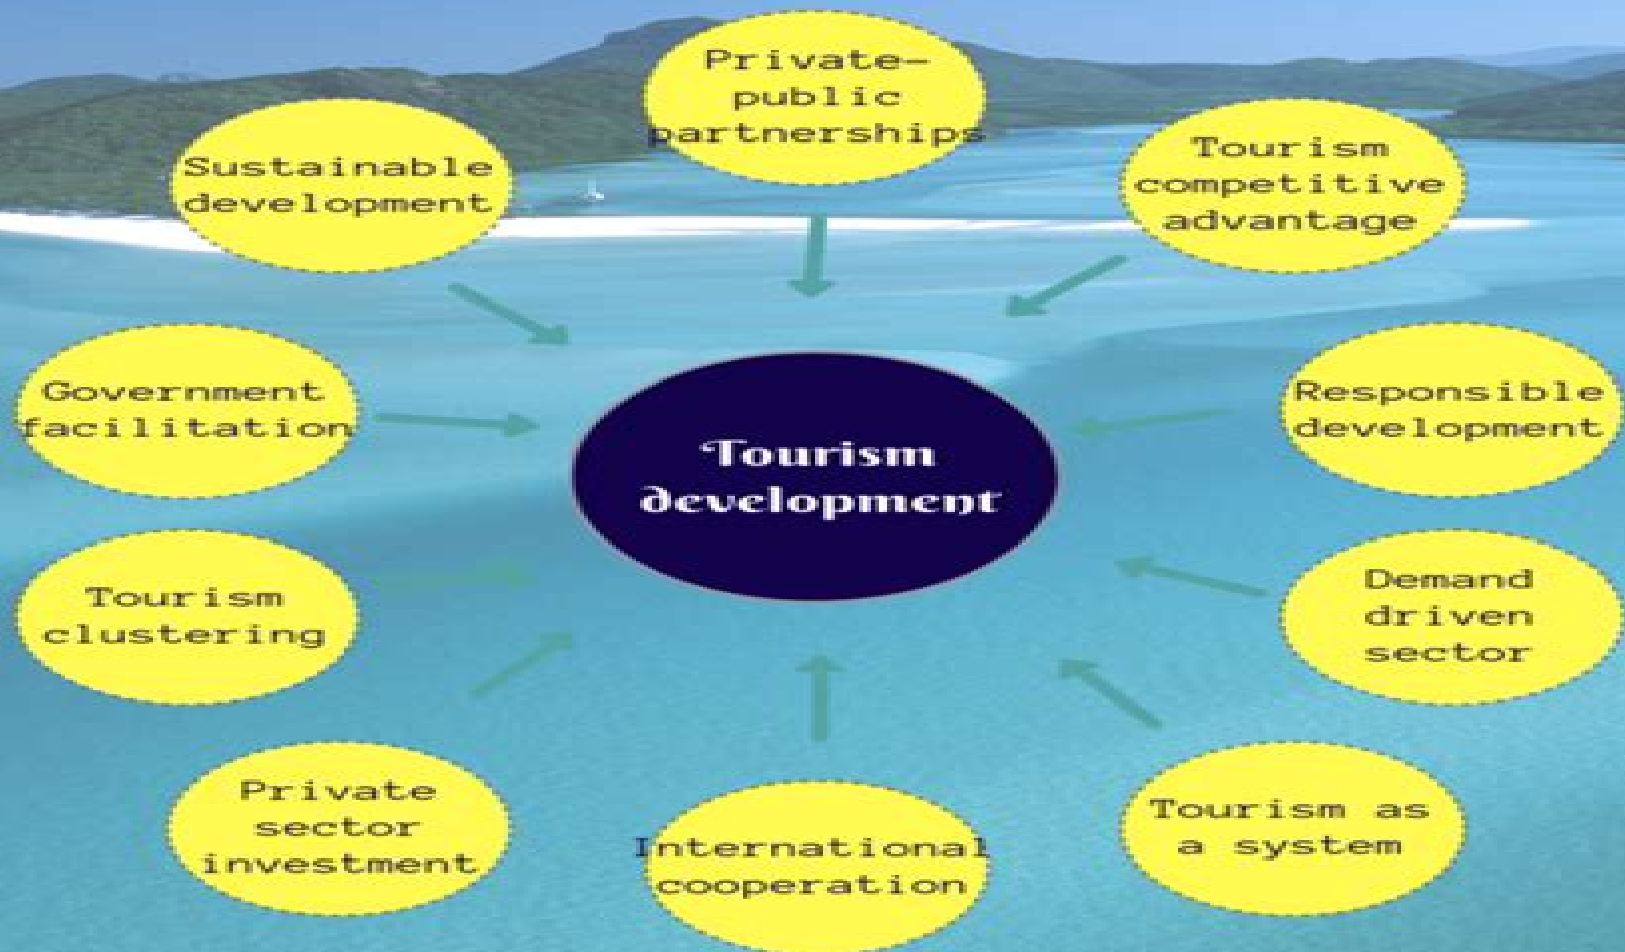 Private-
public
partnerships
Sustainable
development
Tourism
competitive
advantage
Government
facilitation
Responsible
development
Tourism
development
Tourism
clustering
Demand
driven
sector
Private
sector
investment
International
cooperation
Tourism as
a system